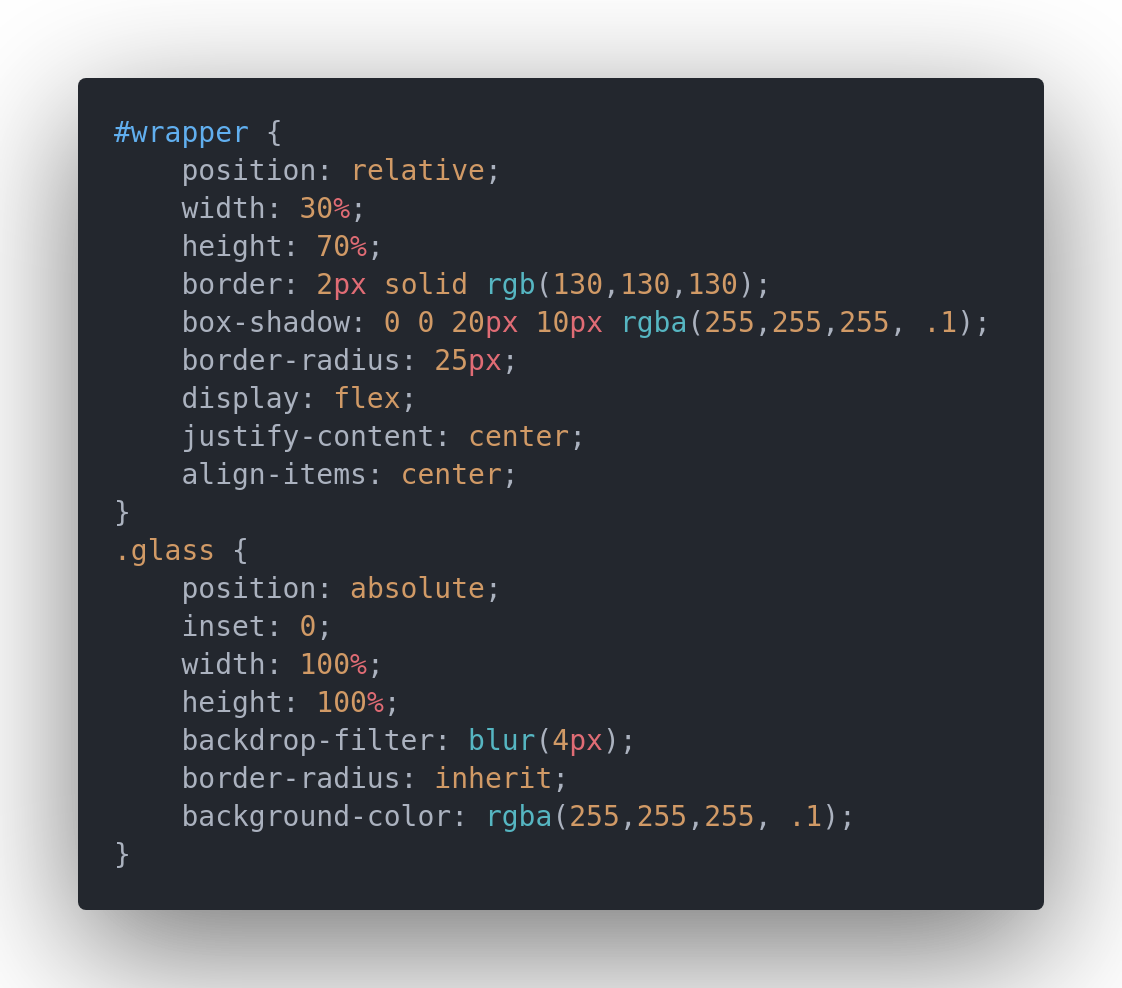 #wrapper {
    position: relative;
    width: 30%;
    height: 70%;
    border: 2px solid rgb(130,130,130);
    box-shadow: 0 0 20px 10px rgba(255,255,255, .1);
    border-radius: 25px;
    display: flex;
    justify-content: center;
    align-items: center;
}
.glass {
    position: absolute;
    inset: 0;
    width: 100%;
    height: 100%;
    backdrop-filter: blur(4px);
    border-radius: inherit;
    background-color: rgba(255,255,255, .1);
}